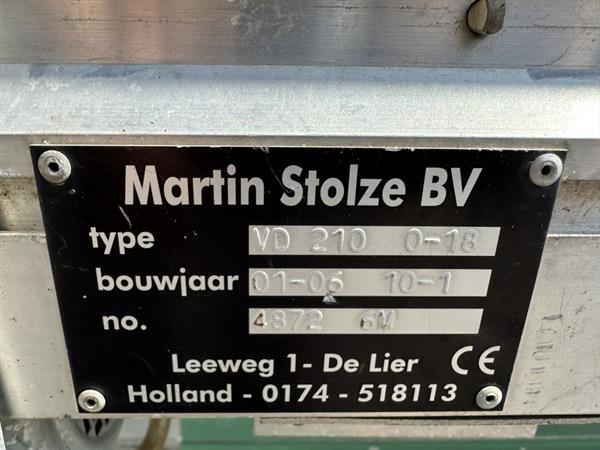 Martin Stolze BV
type VD 210 0-18
bouwjaar 01-06 10-1
no. 4872 6M
Leeweg 1 - De Lier CE
Holland - 0174 - 518113